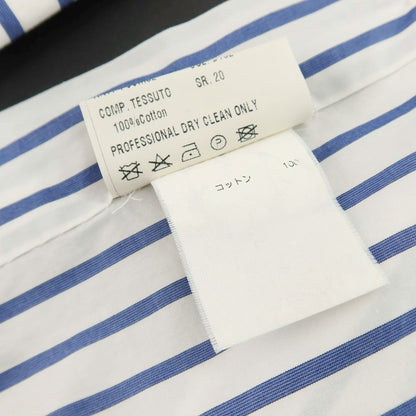 COMP. TESSUTO SR. 20
100%Cotton
PROFESSIONAL DRY CLEAN ONLY
P
コットン 100